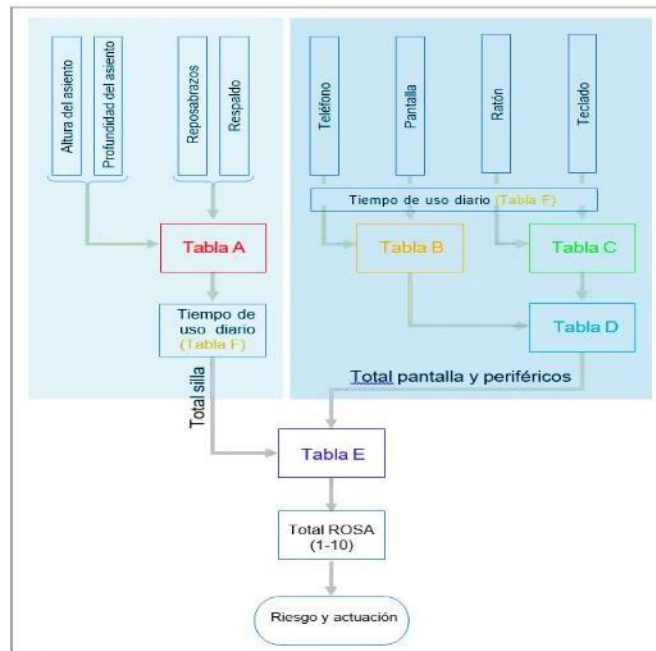 Altura del asiento
Profundidad del asiento
Reposabrazos
Respaldo
Teléfono
Pantalla
Ratón
Teclado
Tiempo de uso diario (Tabla F)
Tabla A
Tabla B
Tabla C
Tiempo de
uso diario
(Tabla F)
Tabla D
Total silla
Total pantalla y periféricos
Tabla E
Total ROSA
(1-10)
Riesgo y actuación